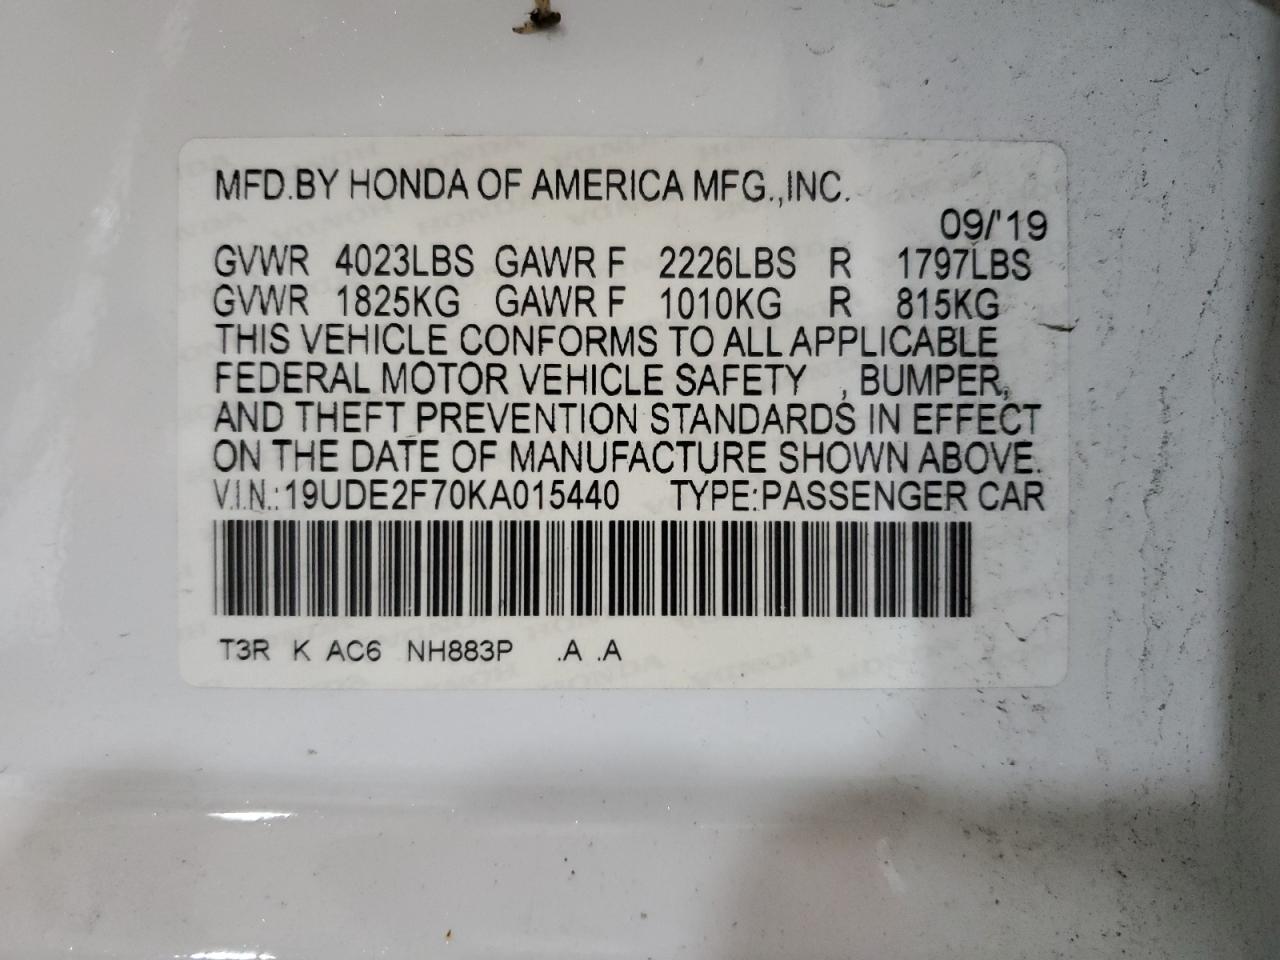 MFD.BY HONDA OF AMERICA MFG.,INC.
09/'19
GVWR 4023LBS GAWR F 2226LBS R 1797LBS
GVWR 1825KG GAWR F 1010KG R 815KG
THIS VEHICLE CONFORMS TO ALL APPLICABLE
FEDERAL MOTOR VEHICLE SAFETY , BUMPER,
AND THEFT PREVENTION STANDARDS IN EFFECT
ON THE DATE OF MANUFACTURE SHOWN ABOVE.
V.I.N.:19UDE2F70KA015440 TYPE:PASSENGER CAR
T3R K AC6 NH883P .A .A